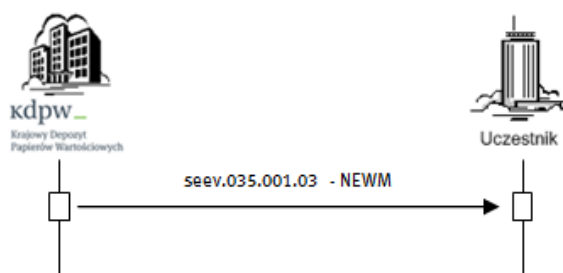 kdpw_
Krajowy Depozyt
Papierów Wartościowych
Uczestnik
seev.035.001.03 - NEWM